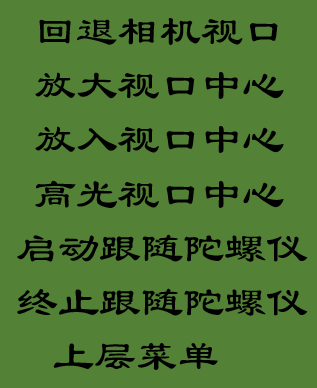 回退相机视口
放大视口中心
放入视口中心
高光视口中心
启动跟随陀螺仪
终止跟随陀螺仪
上层菜单